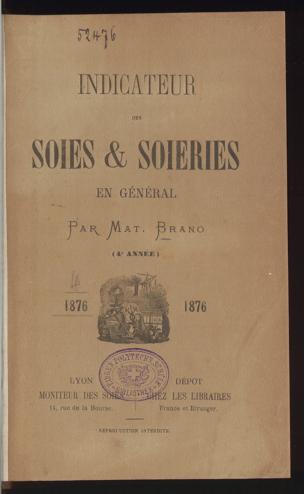 52476
INDICATEUR
DES
SOIES & SOIERIES
EN GÉNÉRAL
PAR MAT. BRANO
(4e ANNÉE)
1876 1876
LYON
MONITEUR DES SOIES
14, rue de la Bourse.
DÉPOT
CHEZ LES LIBRAIRES
France et Étranger.
REPRODUCTION INTERDITE.